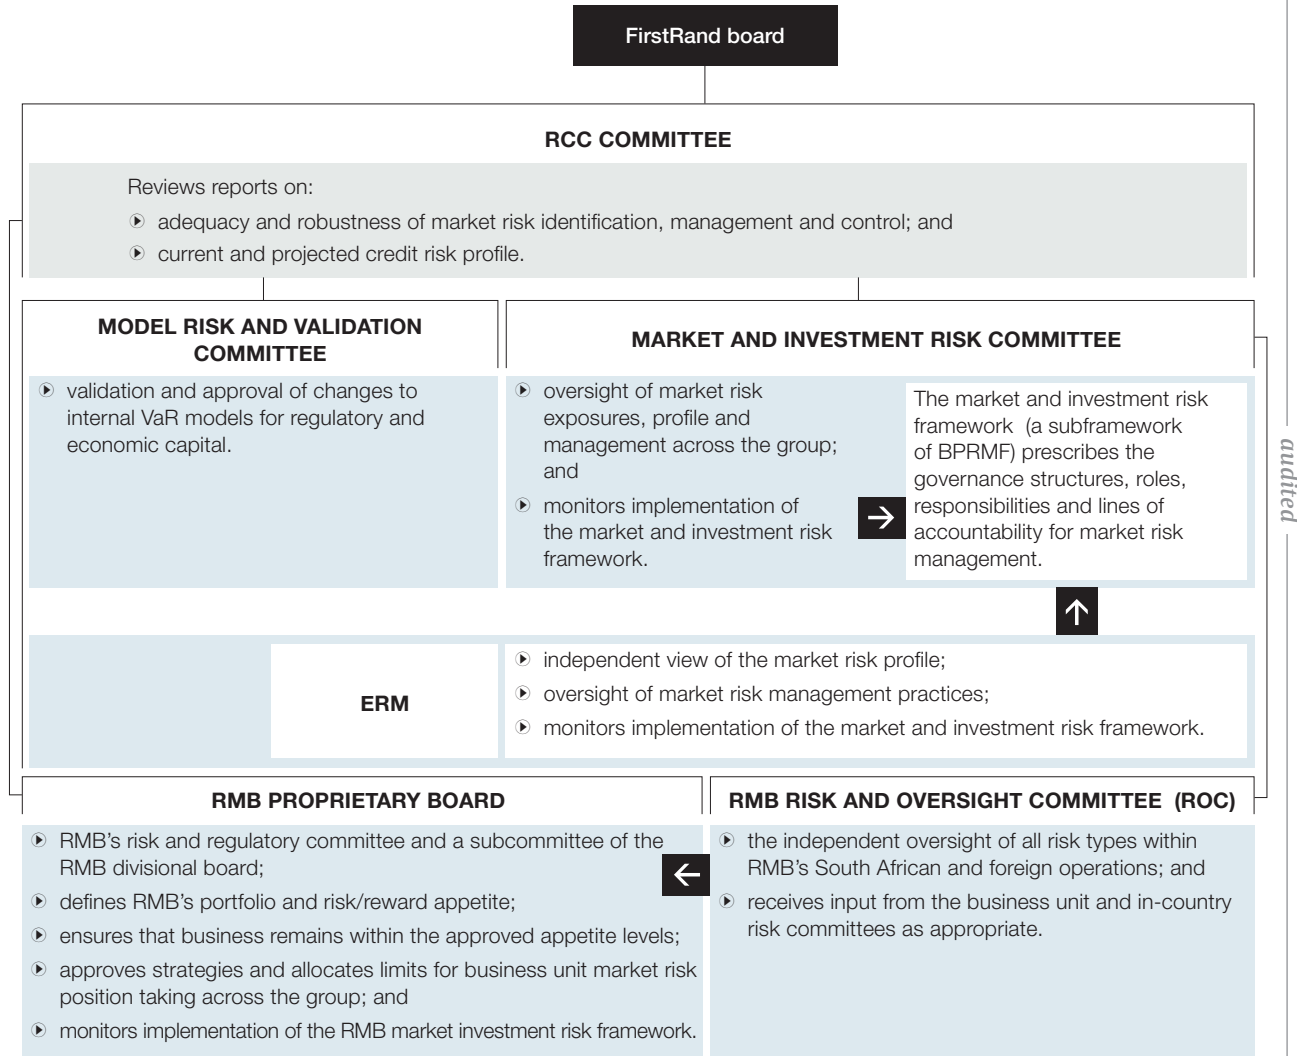 FirstRand board
RCC COMMITTEE
Reviews reports on:
adequacy and robustness of market risk identification, management and control; and
current and projected credit risk profile.
MODEL RISK AND VALIDATION
COMMITTEE
validation and approval of changes to
internal VaR models for regulatory and
economic capital.
MARKET AND INVESTMENT RISK COMMITTEE
oversight of market risk
exposures, profile and
management across the group;
and
monitors implementation of
the market and investment risk
framework.
The market and investment risk
framework (a subframework
of BPRMF) prescribes the
governance structures, roles,
responsibilities and lines of
accountability for market risk
management.
ERM
independent view of the market risk profile;
oversight of market risk management practices;
monitors implementation of the market and investment risk framework.
RMB PROPRIETARY BOARD
RMB's risk and regulatory committee and a subcommittee of the
RMB divisional board;
defines RMB's portfolio and risk/reward appetite;
ensures that business remains within the approved appetite levels;
approves strategies and allocates limits for business unit market risk
position taking across the group; and
monitors implementation of the RMB market investment risk framework.
RMB RISK AND OVERSIGHT COMMITTEE (ROC)
the independent oversight of all risk types within
RMB's South African and foreign operations; and
receives input from the business unit and in-country
risk committees as appropriate.
audited